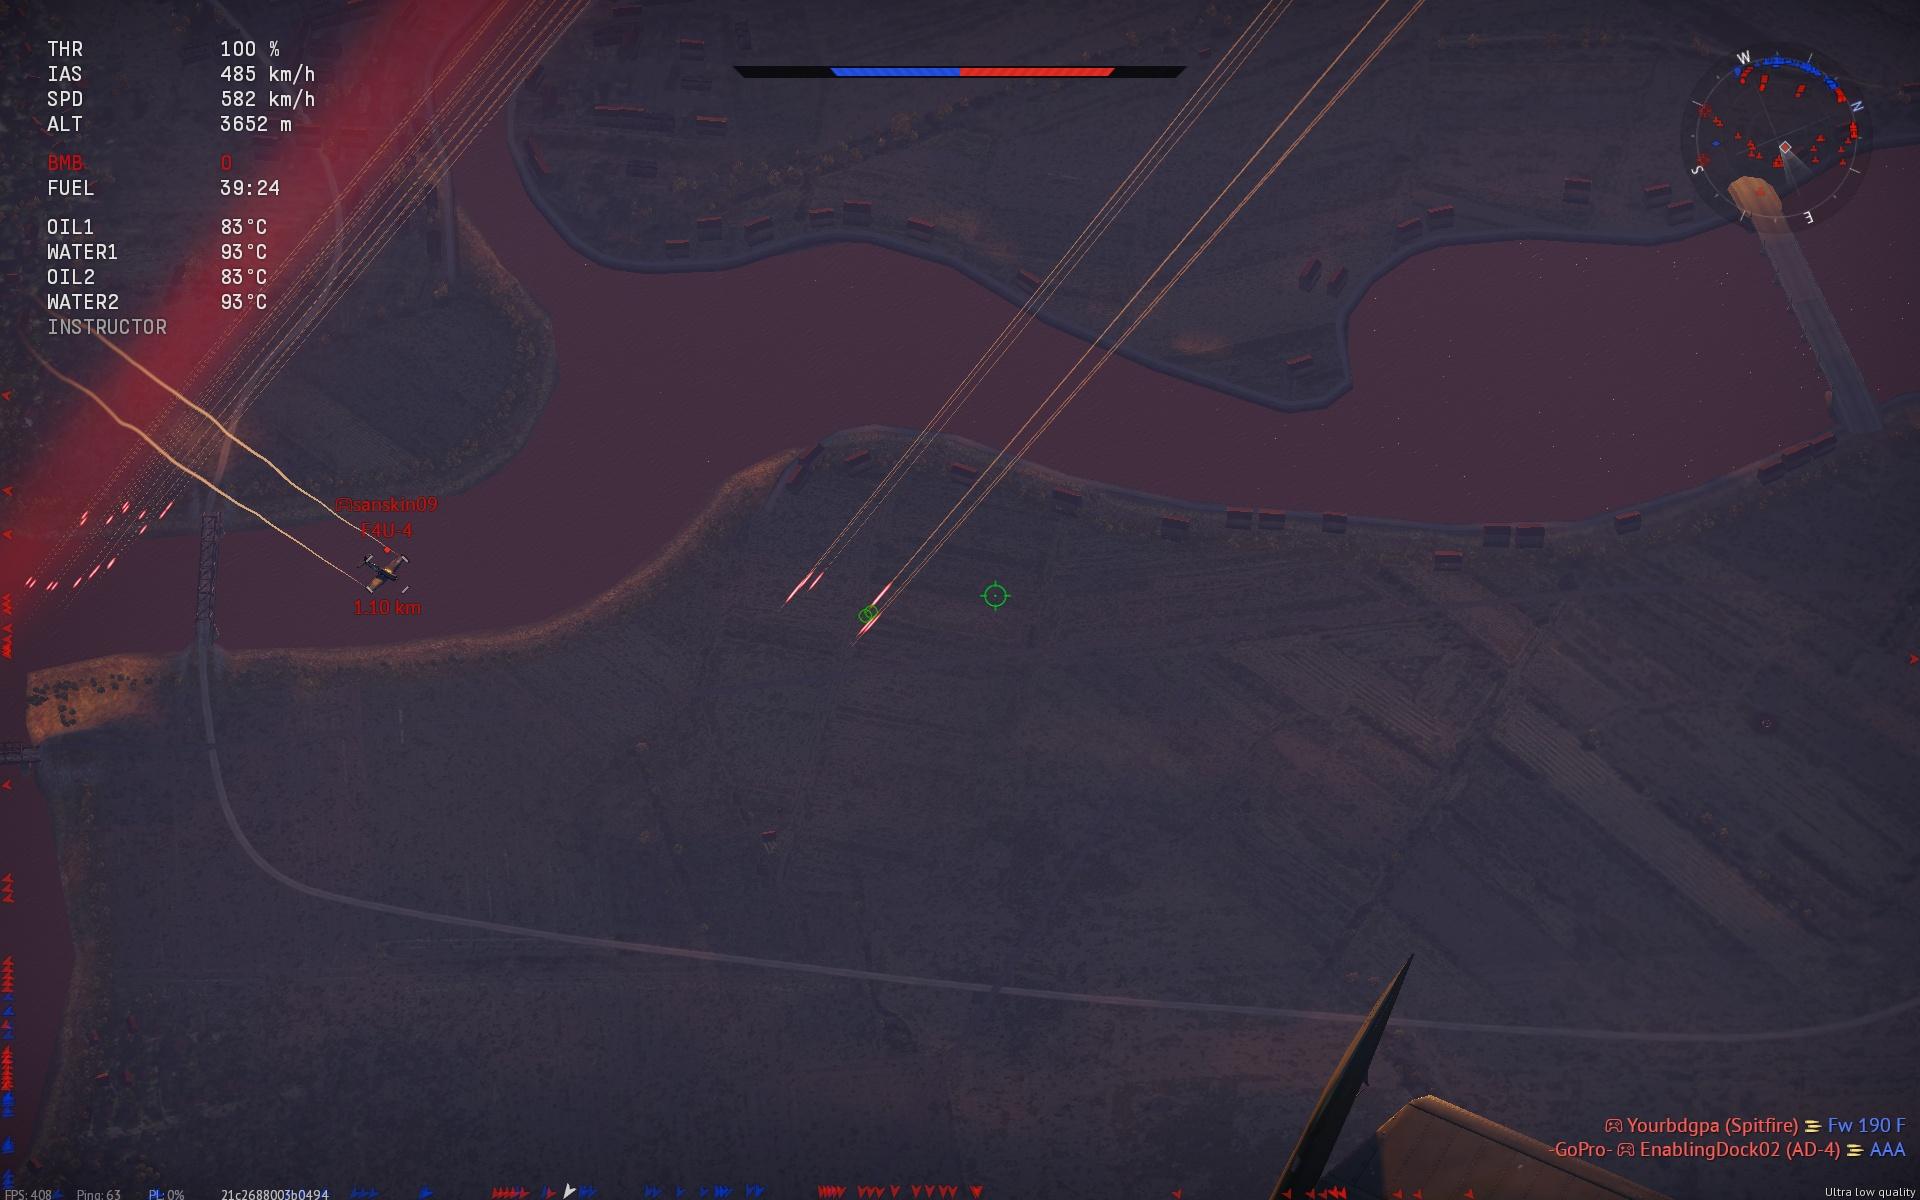 THR 100 %
IAS 485 km/h
SPD 582 km/h
ALT 3652 m
BMB 0
FUEL 39:24
OIL1 83°C
WATER1 93°C
OIL2 83°C
WATER2 93°C
INSTRUCTOR
W
N
S
E
sanskin09
F4U-4
1.10 km
Yourbdgpa (Spitfire) Fw 190 F
-GoPro- EnablingDock02 (AD-4) AAA
FPS: 408 Ping: 63 PL: 0% 21c2688003b0494
Ultra low quality